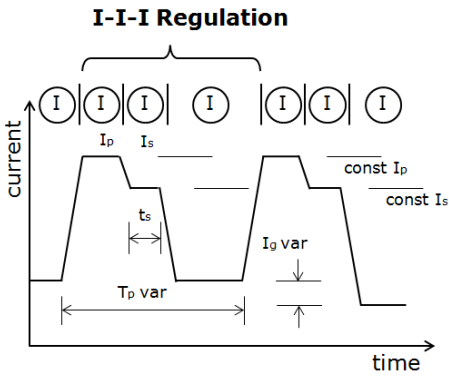 I-I-I Regulation
I I I I I I I
Ip Is
const Ip
const Is
ts
Ig var
Tp var
current
time